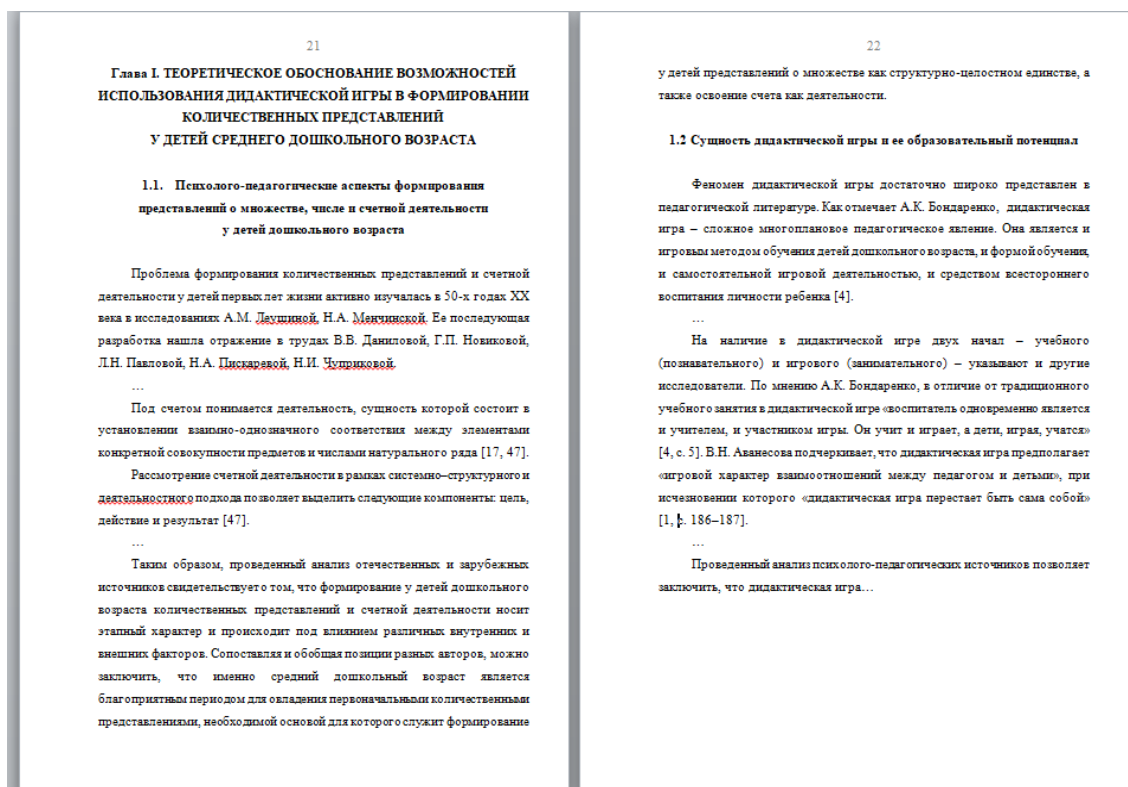 21
Глава I. ТЕОРЕТИЧЕСКОЕ ОБОСНОВАНИЕ ВОЗМОЖНОСТЕЙ
ИСПОЛЬЗОВАНИЯ ДИДАКТИЧЕСКОЙ ИГРЫ В ФОРМИРОВАНИИ
КОЛИЧЕСТВЕННЫХ ПРЕДСТАВЛЕНИЙ
У ДЕТЕЙ СРЕДНЕГО ДОШКОЛЬНОГО ВОЗРАСТА
1.1. Психолого-педагогические аспекты формирования
представлений о множестве, числе и счетной деятельности
у детей дошкольного возраста
Проблема формирования количественных представлений и счетной
деятельности у детей первых лет жизни активно изучалась в 50-х годах XX
века в исследованиях А.М. Леушиной, Н.А. Менчинской. Ее последующая
разработка нашла отражение в трудах В.В. Даниловой, Г.П. Новиковой,
Л.Н. Павловой, Н.А. Пискаревой, Н.И. Чуприковой.
…
Под счетом понимается деятельность, сущность которой состоит в
установлении взаимно-однозначного соответствия между элементами
конкретной совокупности предметов и числами натурального ряда [17, 47].
Рассмотрение счетной деятельности в рамках системно–структурного и
деятельностного подхода позволяет выделить следующие компоненты: цель,
действие и результат [47].
…
Таким образом, проведенный анализ отечественных и зарубежных
источников свидетельствует о том, что формирование у детей дошкольного
возраста количественных представлений и счетной деятельности носит
этапный характер и происходит под влиянием различных внутренних и
внешних факторов. Сопоставляя и обобщая позиции разных авторов, можно
заключить, что именно средний дошкольный возраст является
благоприятным периодом для овладения первоначальными количественными
представлениями, необходимой основой для которого служит формирование
22
у детей представлений о множестве как структурно-целостном единстве, а
также освоение счета как деятельности.
1.2 Сущность дидактической игры и ее образовательный потенциал
Феномен дидактической игры достаточно широко представлен в
педагогической литературе. Как отмечает А.К. Бондаренко, дидактическая
игра – сложное многоплановое педагогическое явление. Она является и
игровым методом обучения детей дошкольного возраста, и формой обучения,
и самостоятельной игровой деятельностью, и средством всестороннего
воспитания личности ребенка [4].
…
На наличие в дидактической игре двух начал – учебного
(познавательного) и игрового (занимательного) – указывают и другие
исследователи. По мнению А.К. Бондаренко, в отличие от традиционного
учебного занятия в дидактической игре «воспитатель одновременно является
и учителем, и участником игры. Он учит и играет, а дети, играя, учатся»
[4, с. 5]. В.Н. Аванесова подчеркивает, что дидактическая игра предполагает
«игровой характер взаимоотношений между педагогом и детьми», при
исчезновении которого «дидактическая игра перестает быть сама собой»
[1, с. 186–187].
…
Проведенный анализ психолого-педагогических источников позволяет
заключить, что дидактическая игра…